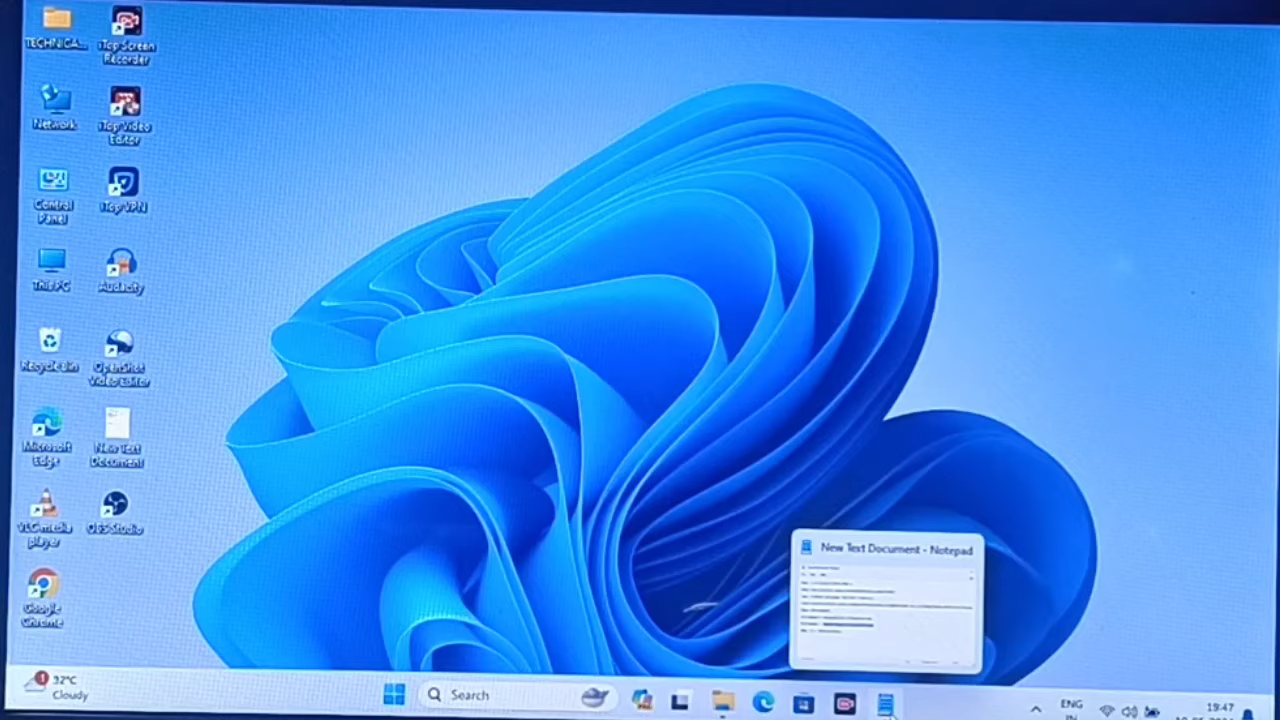 TECHNICA...
iTop Screen
Recorder
Network
iTop Video
Editor
Control
Panel
iTop VPN
This PC
Audacity
Recycle Bin
OpenShot
Video Editor
Microsoft
Edge
New Text
Document
VLC media
player
OBS Studio
Google
Chrome
New Text Document - Notepad
1
32°C
Cloudy
Search
ENG
IN
19:47